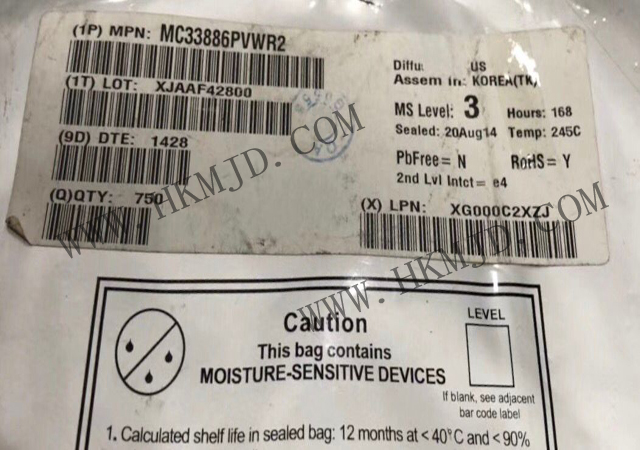 (1P) MPN: MC33886PVWR2
(1T) LOT: XJAAF42800
(9D) DTE: 1428
(Q)QTY: 750
Diffu US
Assem in: KOREA(TK)
MS Level: 3 Hours: 168
Sealed: 20Aug14 Temp: 245C
PbFree= N RoHS= Y
2nd Lvl Intct= e4
(X) LPN: XG000C2XZJ
WWW.HKMJD.COM
WWW.HKMJD.COM
Caution
This bag contains
MOISTURE-SENSITIVE DEVICES
LEVEL
If blank, see adjacent
bar code label
1. Calculated shelf life in sealed bag: 12 months at < 40°C and < 90%